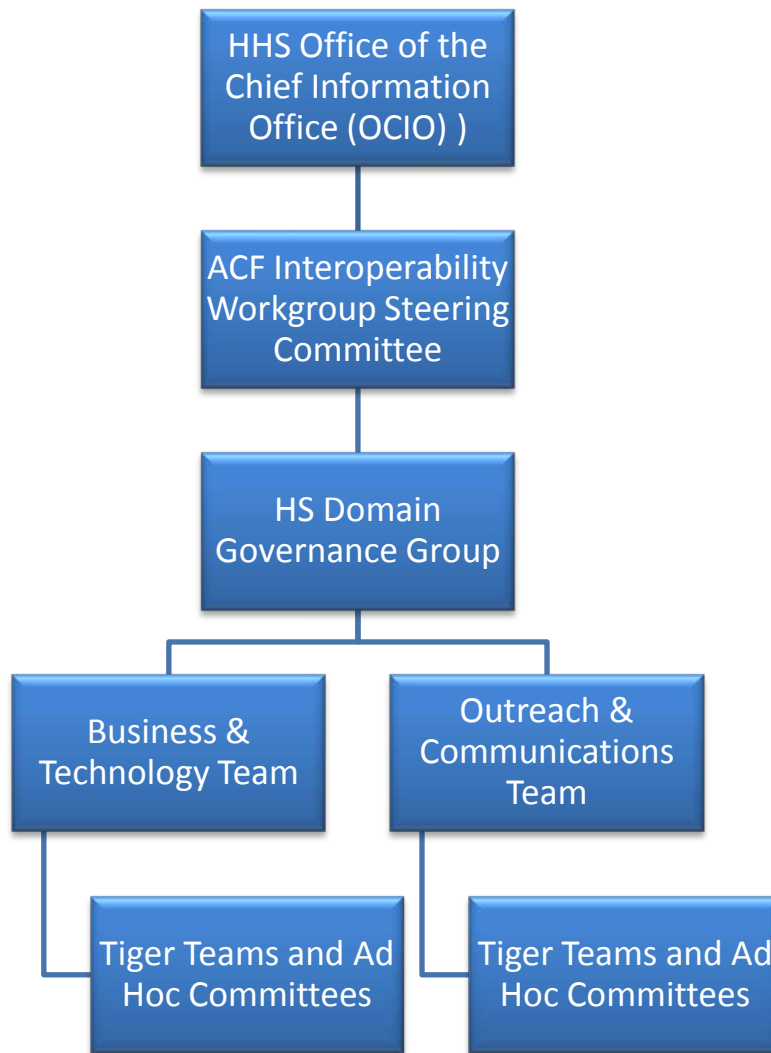 HHS Office of the
Chief Information
Office (OCIO) )
ACF Interoperability
Workgroup Steering
Committee
HS Domain
Governance Group
Business &
Technology Team
Outreach &
Communications
Team
Tiger Teams and Ad
Hoc Committees
Tiger Teams and Ad
Hoc Committees